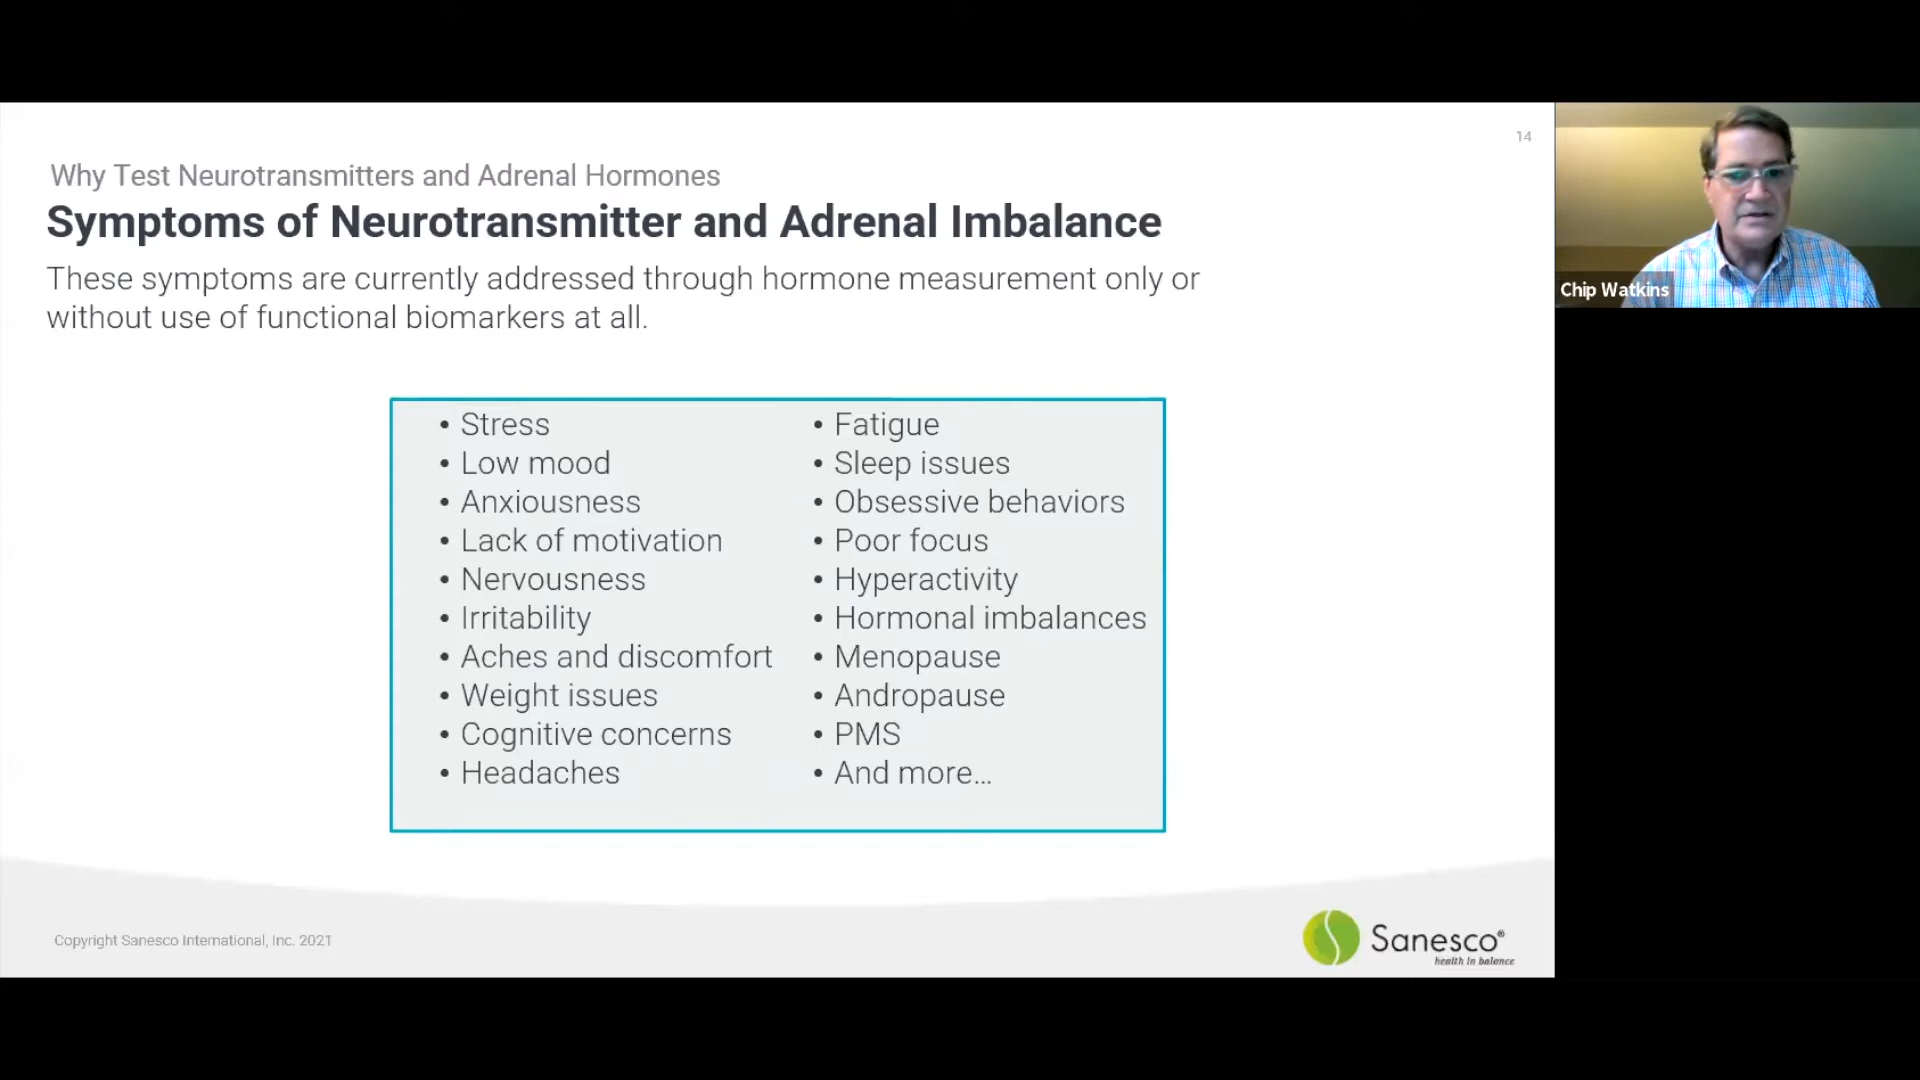 14
Why Test Neurotransmitters and Adrenal Hormones
Symptoms of Neurotransmitter and Adrenal Imbalance
These symptoms are currently addressed through hormone measurement only or
without use of functional biomarkers at all.
• Stress
• Low mood
• Anxiousness
• Lack of motivation
• Nervousness
• Irritability
• Aches and discomfort
• Weight issues
• Cognitive concerns
• Headaches
• Fatigue
• Sleep issues
• Obsessive behaviors
• Poor focus
• Hyperactivity
• Hormonal imbalances
• Menopause
• Andropause
• PMS
• And more...
Copyright Sanesco International, Inc. 2021
Sanesco®
health in balance
Chip Watkins